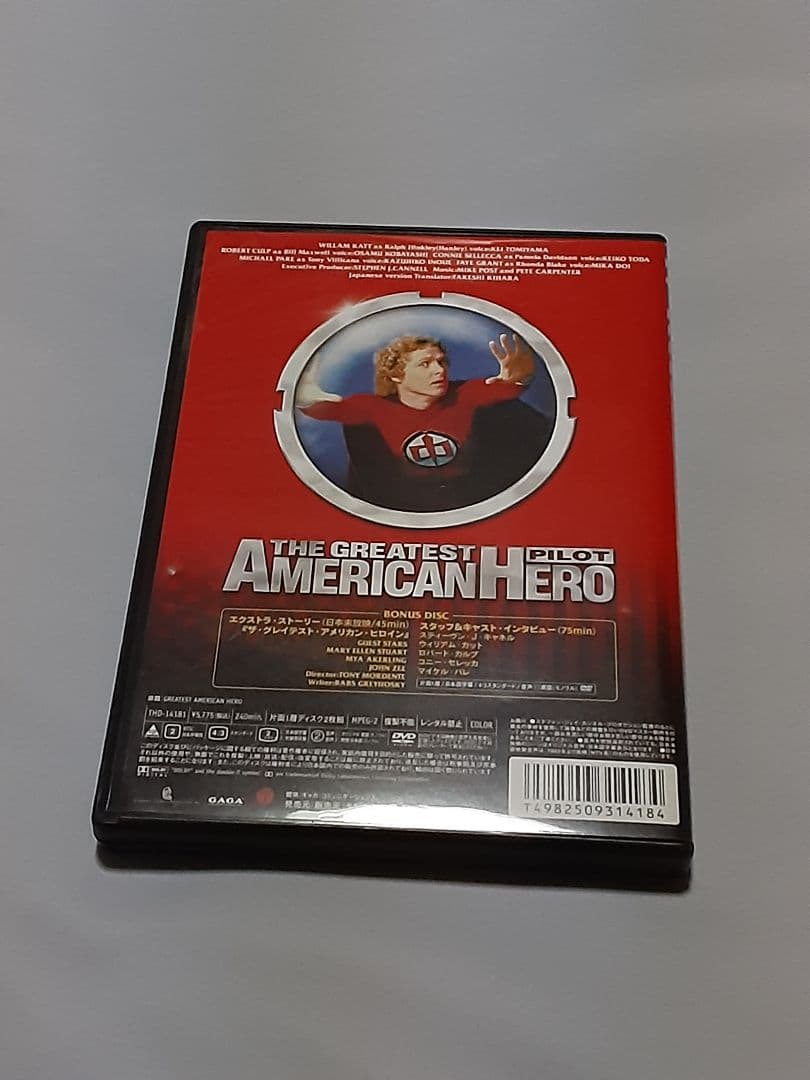 WILLAM KATT as Ralph Hinkley(Hanley) voice:KEI TOMIYAMA
ROBERT CULP as Bill Maxwell voice:OSAMU KOBAYASHI CONNIE SELLECCA as Pamela Davidson voice:KEIKO TODA
MICHAEL PARE as Tony Villicana voice:KAZUHIKO INOUE FAYE GRANT as Rhonda Blake voice:MIKA DOI
Executive Producer:STEPHEN J.CANNELL Music:MIKE POST and PETE CARPENTER
Japanese version Translator:TAKESHI KIHARA
THE GREATEST
PILOT
AMERICAN HERO
BONUS DISC
エクストラ・ストーリー(日本未放映/45min)
『ザ・グレイテスト・アメリカン・ヒロイン』
GUEST STARS
MARY ELLEN STUART
MYA AKERLING
JOHN ZEE
Director:TONY MORDENTE
Writer:BABS GREYHOSKY
スタッフ&キャスト・インタビュー(75min)
スティーヴン・J・キャネル
ウィリアム・カット
ロバート・カルプ
コニー・セレッカ
マイケル・パレ
原題 GREATEST AMERICAN HERO
THD-14181 ¥5,775(税込) 240min. 片面1層ディスク2枚組 MPEG-2 複製不能 レンタル禁止 COLOR
2 4:3 2 DVD
GAGA
T4982509314184